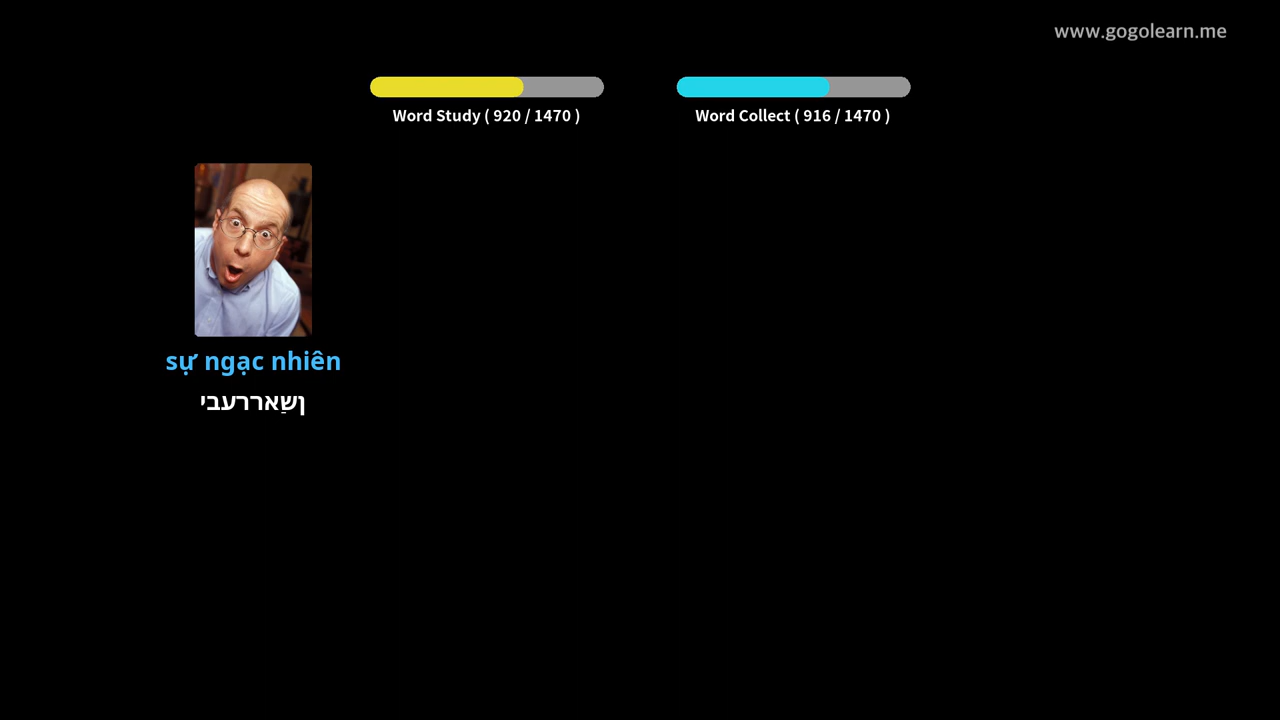 www.gogolearn.me
Word Study ( 920 / 1470 )
Word Collect ( 916 / 1470 )
sự ngạc nhiên
ןשַאררעבי